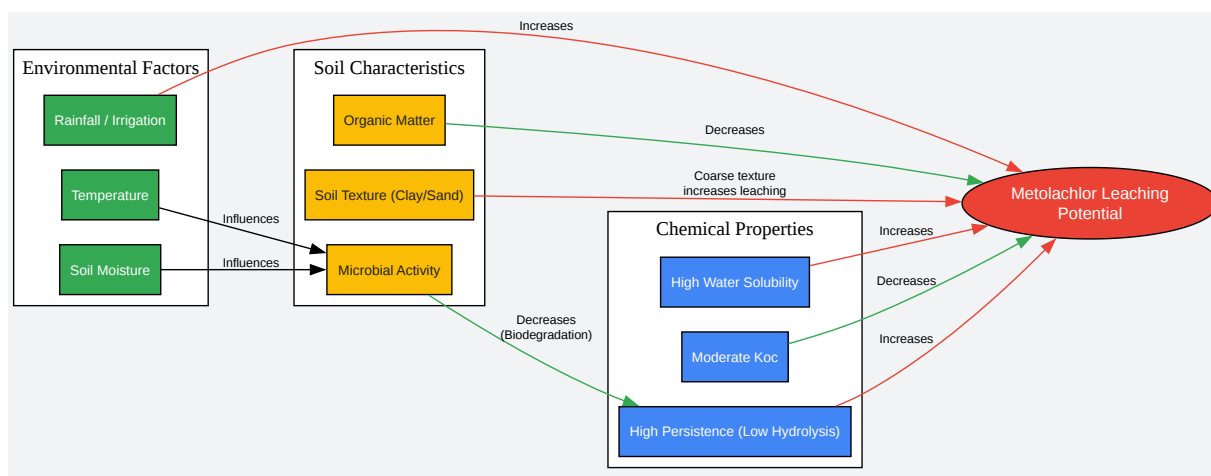 Increases
Environmental Factors
Rainfall / Irrigation
Temperature
Soil Moisture
Influences
Influences
Soil Characteristics
Organic Matter
Soil Texture (Clay/Sand)
Microbial Activity
Decreases
Coarse texture
increases leaching
Decreases
(Biodegradation)
Chemical Properties
High Water Solubility
Moderate Koc
High Persistence (Low Hydrolysis)
Increases
Decreases
Increases
Metolachlor Leaching
Potential